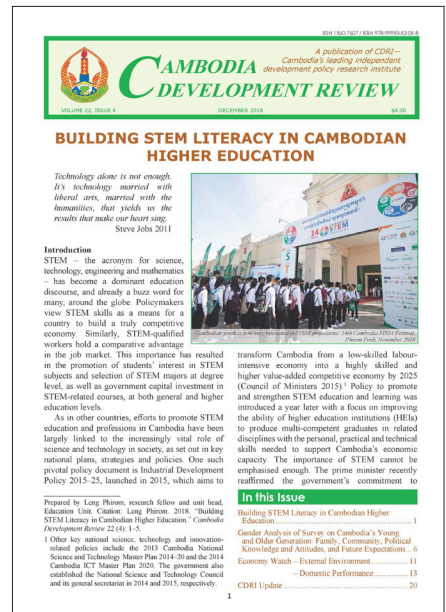 ISSN 1560-7607 / ISSN 978-99950-52-05-8
A publication of CDRI—
Cambodia's leading independent
development policy research institute
CAMBODIA
DEVELOPMENT REVIEW
VOLUME 22, ISSUE 4 DECEMBER 2018 $4.00
BUILDING STEM LITERACY IN CAMBODIAN
HIGHER EDUCATION
Technology alone is not enough.
It's technology married with
liberal arts, married with the
humanities, that yields us the
results that make our heart sing.
Steve Jobs 2011
Introduction
STEM – the acronym for science,
technology, engineering and mathematics
– has become a dominant education
discourse, and already a buzz word for
many, around the globe. Policymakers
view STEM skills as a means for a
country to build a truly competitive
economy. Similarly, STEM-qualified
workers hold a comparative advantage
in the job market. This importance has resulted
in the promotion of students' interest in STEM
subjects and selection of STEM majors at degree
level, as well as government capital investment in
STEM-related courses, at both general and higher
education levels.
As in other countries, efforts to promote STEM
education and professions in Cambodia have been
largely linked to the increasingly vital role of
science and technology in society, as set out in key
national plans, strategies and policies. One such
pivotal policy document is Industrial Development
Policy 2015–25, launched in 2015, which aims to
Prepared by Leng Phirom, research fellow and unit head,
Education Unit. Citation: Leng Phirom. 2018. "Building
STEM Literacy in Cambodian Higher Education." Cambodia
Development Review 22 (4): 1–5.
1 Other key national science, technology and innovation-
related policies include the 2013 Cambodia National
Science and Technology Master Plan 2014–20 and the 2014
Cambodia ICT Master Plan 2020. The government also
established the National Science and Technology Council
and its general secretariat in 2014 and 2015, respectively.
STEM
Cambodian youth is now very interested in STEM professions. 14th Cambodia STEM Festival,
Phnom Penh, November 2018
transform Cambodia from a low-skilled labour-
intensive economy into a highly skilled and
higher value-added competitive economy by 2025
(Council of Ministers 2015).1 Policy to promote
and strengthen STEM education and learning was
introduced a year later with a focus on improving
the ability of higher education institutions (HEIs)
to produce multi-competent graduates in related
disciplines with the personal, practical and technical
skills needed to support Cambodia's economic
capacity. The importance of STEM cannot be
emphasised enough. The prime minister recently
reaffirmed the government's commitment to
In this Issue
Building STEM Literacy in Cambodian Higher
Education ........ 1
Gender Analysis of Survey on Cambodia's Young
and Older Generation: Family, Community, Political
Knowledge and Attitudes, and Future Expectations... 6
Economy Watch – External Environment ........ 11
– Domestic Performance ........ 13
CDRI Update ........ 20
1